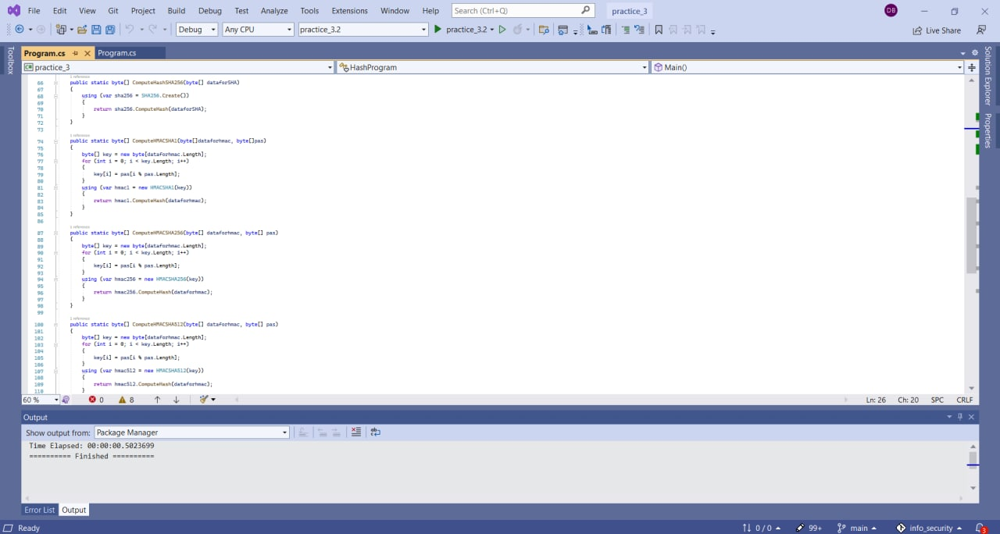 File Edit View Git Project Build Debug Test Analyze Tools Extensions Window Help Search (Ctrl+Q) practice_3 DB
Debug Any CPU practice_3.2 practice_3.2 Live Share
Toolbox
Program.cs Program.cs
practice_3 HashProgram Main()
Solution Explorer
Properties
1 reference
66 public static byte[] ComputeHashSHA256(byte[] dataforSHA)
67 {
68 using (var sha256 = SHA256.Create())
69 {
70 return sha256.ComputeHash(dataforSHA);
71 }
72 }
73
1 reference
74 public static byte[] ComputeHMACSHA1(byte[]dataforhmac, byte[]pas)
75 {
76 byte[] key = new byte[dataforhmac.Length];
77 for (int i = 0; i < key.Length; i++)
78 {
79 key[i] = pas[i % pas.Length];
80 }
81 using (var hmac1 = new HMACSHA1(key))
82 {
83 return hmac1.ComputeHash(dataforhmac);
84 }
85 }
86
1 reference
87 public static byte[] ComputeHMACSHA256(byte[] dataforhmac, byte[] pas)
88 {
89 byte[] key = new byte[dataforhmac.Length];
90 for (int i = 0; i < key.Length; i++)
91 {
92 key[i] = pas[i % pas.Length];
93 }
94 using (var hmac256 = new HMACSHA256(key))
95 {
96 return hmac256.ComputeHash(dataforhmac);
97 }
98 }
99
1 reference
100 public static byte[] ComputeHMACSHA512(byte[] dataforhmac, byte[] pas)
101 {
102 byte[] key = new byte[dataforhmac.Length];
103 for (int i = 0; i < key.Length; i++)
104 {
105 key[i] = pas[i % pas.Length];
106 }
107 using (var hmac512 = new HMACSHA512(key))
108 {
109 return hmac512.ComputeHash(dataforhmac);
110 }
60 % 0 8 Ln: 26 Ch: 20 SPC CRLF
Output
Show output from: Package Manager
Time Elapsed: 00:00:00.5023699
========== Finished ==========
Error List Output
Ready 0 / 0 99+ main info_security 3